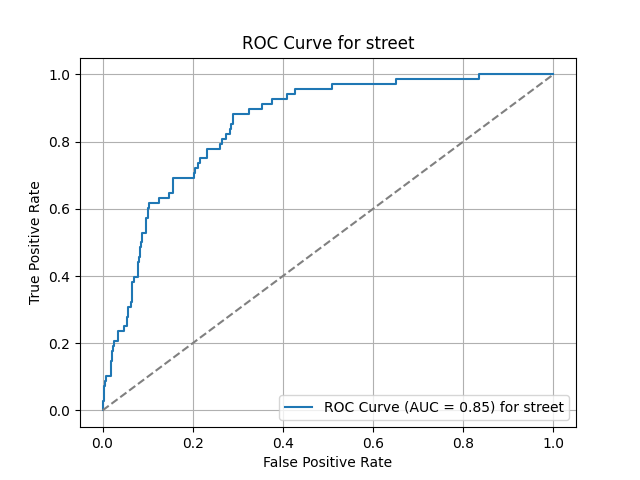 ROC Curve for street
True Positive Rate
1.0
0.8
0.6
0.4
0.2
0.0
ROC Curve (AUC = 0.85) for street
0.0 0.2 0.4 0.6 0.8 1.0
False Positive Rate